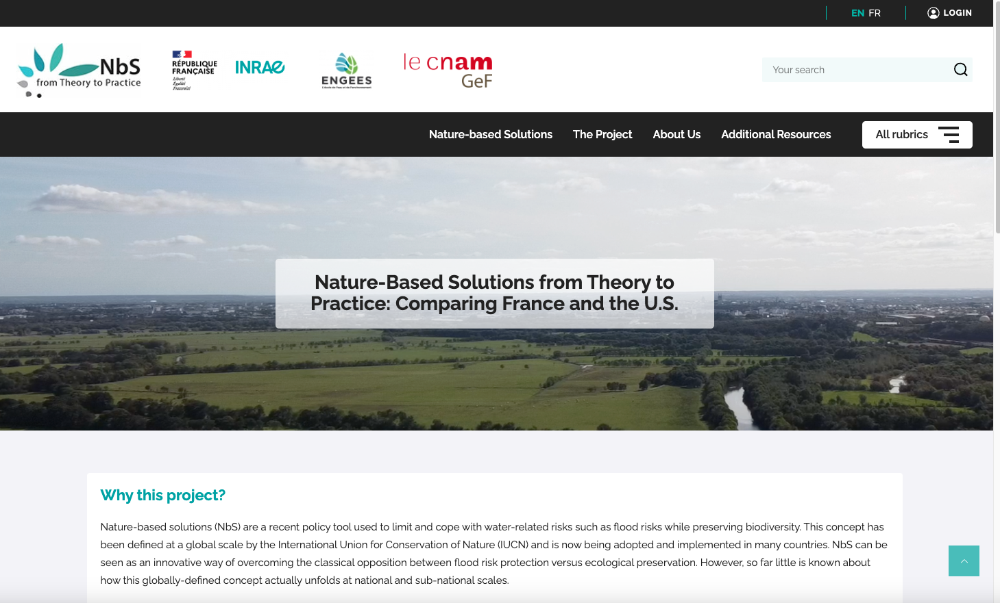 EN FR
LOGIN
NbS
from Theory to Practice
RÉPUBLIQUE
FRANÇAISE
Liberté
Égalité
Fraternité
INRAE
ENGEES
L'école de l'eau et de l'environnement
le cnam
GeF
Your search
Nature-based Solutions The Project About Us Additional Resources All rubrics
Nature-Based Solutions from Theory to
Practice: Comparing France and the U.S.
Why this project?
Nature-based solutions (NbS) are a recent policy tool used to limit and cope with water-related risks such as flood risks while preserving biodiversity. This concept has
been defined at a global scale by the International Union for Conservation of Nature (IUCN) and is now being adopted and implemented in many countries. NbS can be
seen as an innovative way of overcoming the classical opposition between flood risk protection versus ecological preservation. However, so far little is known about
how this globally-defined concept actually unfolds at national and sub-national scales.